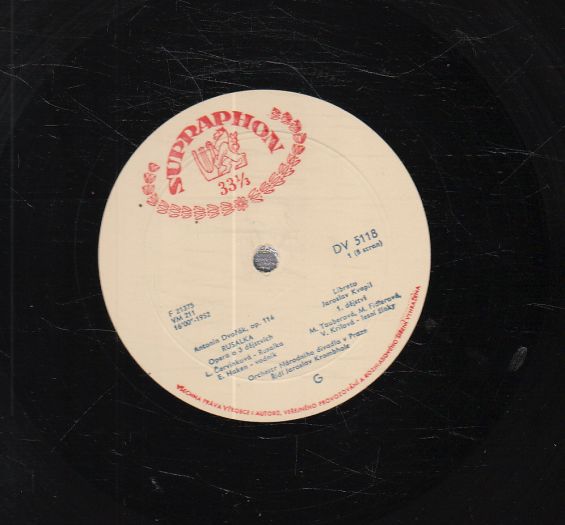 SUPRAPHON
33⅓
DV 5118
1 (8 stran)
F 21375
VM 211
16'00"-1952
Antonín Dvořák, op. 114
RUSALKA
Opera o 3 dějstvích
L. Červinková - Rusalka
E. Haken - vodník
Libreto
Jaroslav Kvapil
1. dějství
M. Tauberová, M. Fidlerová,
V. Krilová - lesní žínky
Orchestr Národního divadla v Praze
Řídí Jaroslav Krombholc
G
VŠECHNA PRÁVA VÝROBCE I AUTORŮ, VEŘEJNÉHO PROVOZOVÁNÍ A ROZHLASOVÉHO ŠÍŘENÍ VYHRAŽENA